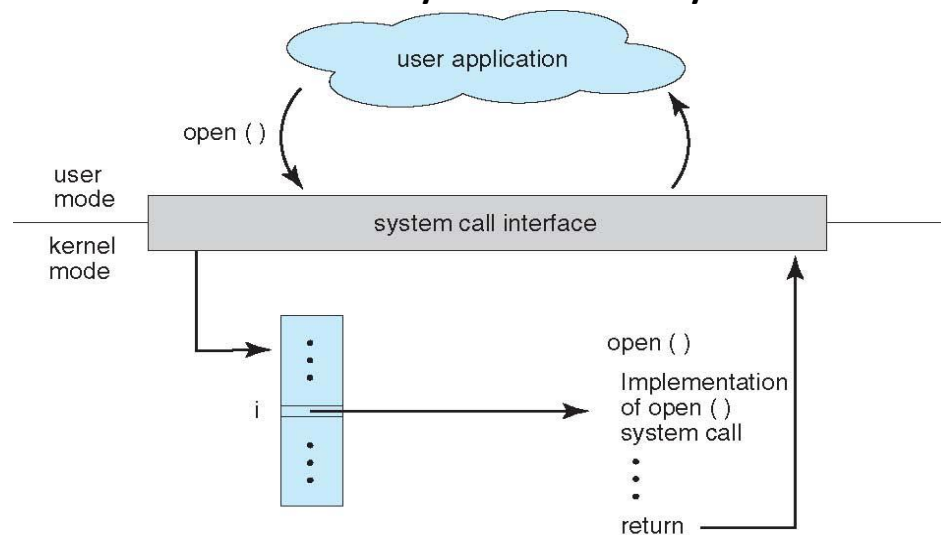 user application
open ( )
user
mode
system call interface
kernel
mode
open ( )
Implementation
of open ( )
system call
i
return